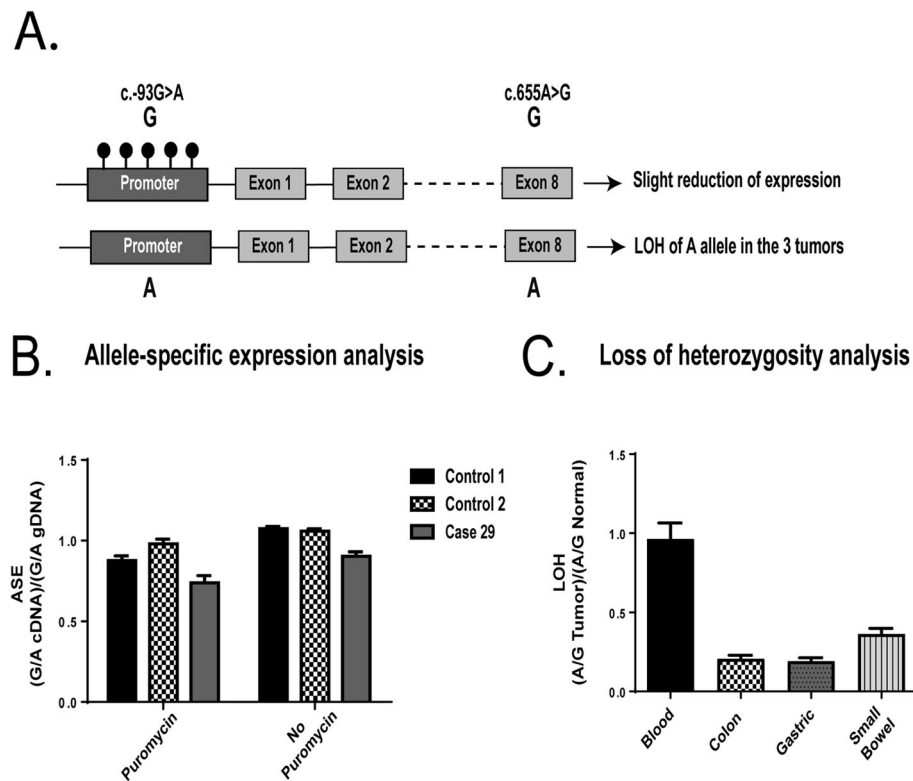 A.
c.-93G>A
G
c.655A>G
G
Promoter
Exon 1
Exon 2
Exon 8
Slight reduction of expression
Promoter
Exon 1
Exon 2
Exon 8
LOH of A allele in the 3 tumors
A
A
B. Allele-specific expression analysis
ASE
(G/A cDNA)/(G/A gDNA)
1.5
1.0
0.5
0.0
Puromycin
No
Puromycin
Control 1
Control 2
Case 29
C. Loss of heterozygosity analysis
LOH
(A/G Tumor)/(A/G Normal)
1.5
1.0
0.5
0.0
Blood
Colon
Gastric
Small
Bowel